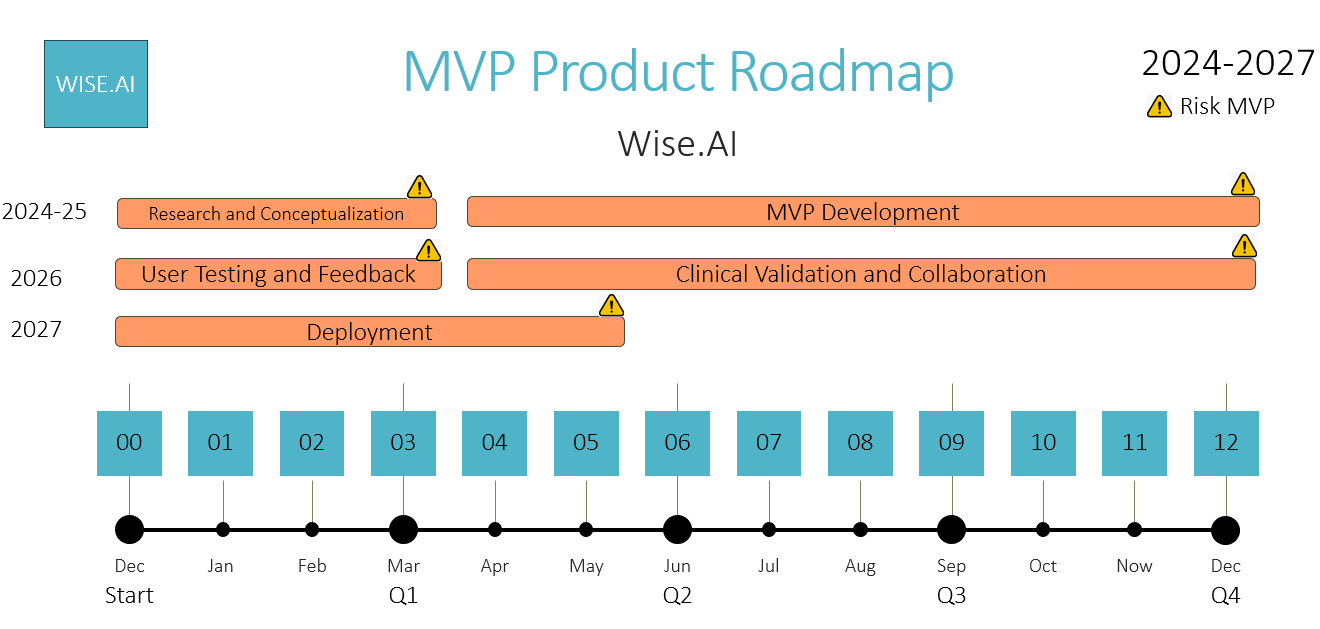 WISE.AI
MVP Product Roadmap
2024-2027
Risk MVP
Wise.AI
2024-25
Research and Conceptualization
MVP Development
2026
User Testing and Feedback
Clinical Validation and Collaboration
2027
Deployment
00 01 02 03 04 05 06 07 08 09 10 11 12
Dec Jan Feb Mar Apr May Jun Jul Aug Sep Oct Now Dec
Start Q1 Q2 Q3 Q4